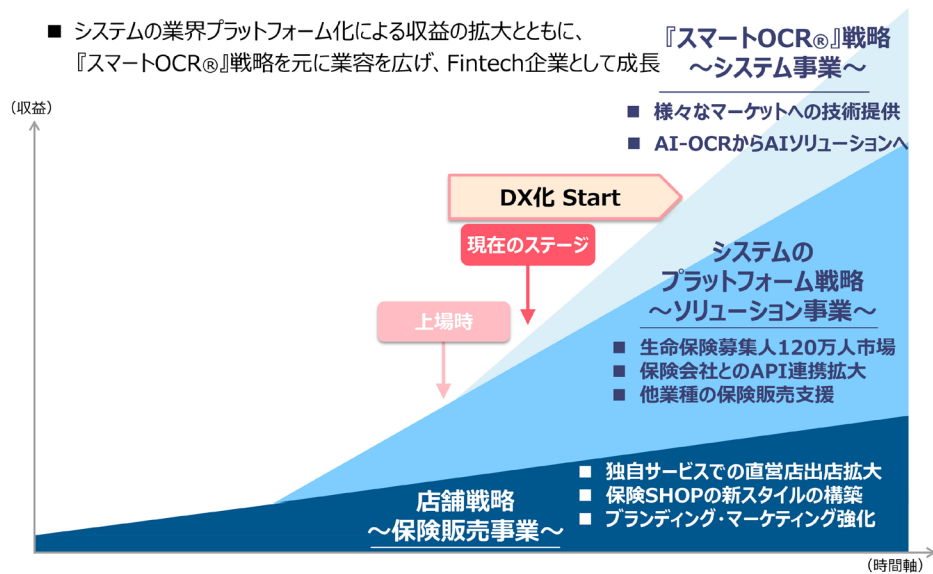 ■ システムの業界プラットフォーム化による収益の拡大とともに、
『スマートOCR®』戦略を元に業容を広げ、Fintech企業として成長
『スマートOCR®』戦略
～システム事業～
■ 様々なマーケットへの技術提供
■ AI-OCRからAIソリューションへ
（収益）
DX化 Start
現在のステージ
上場時
システムの
プラットフォーム戦略
～ソリューション事業～
■ 生命保険募集人120万人市場
■ 保険会社とのAPI連携拡大
■ 他業種の保険販売支援
店舗戦略
～保険販売事業～
■ 独自サービスでの直営店出店拡大
■ 保険SHOPの新スタイルの構築
■ ブランディング・マーケティング強化
（時間軸）